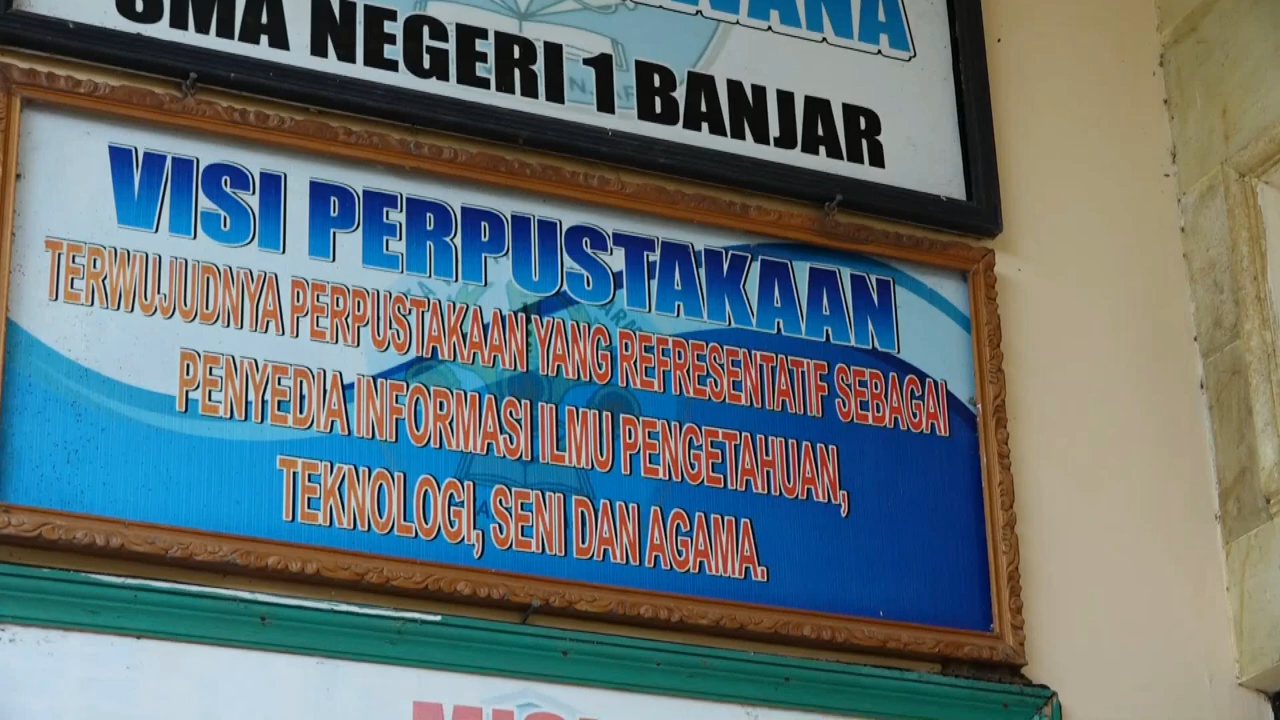 SMA NEGERI 1 BANJAR
VISI PERPUSTAKAAN
TERWUJUDNYA PERPUSTAKAAN YANG REFRESENTATIF SEBAGAI
PENYEDIA INFORMASI ILMU PENGETAHUAN,
TEKNOLOGI, SENI DAN AGAMA.